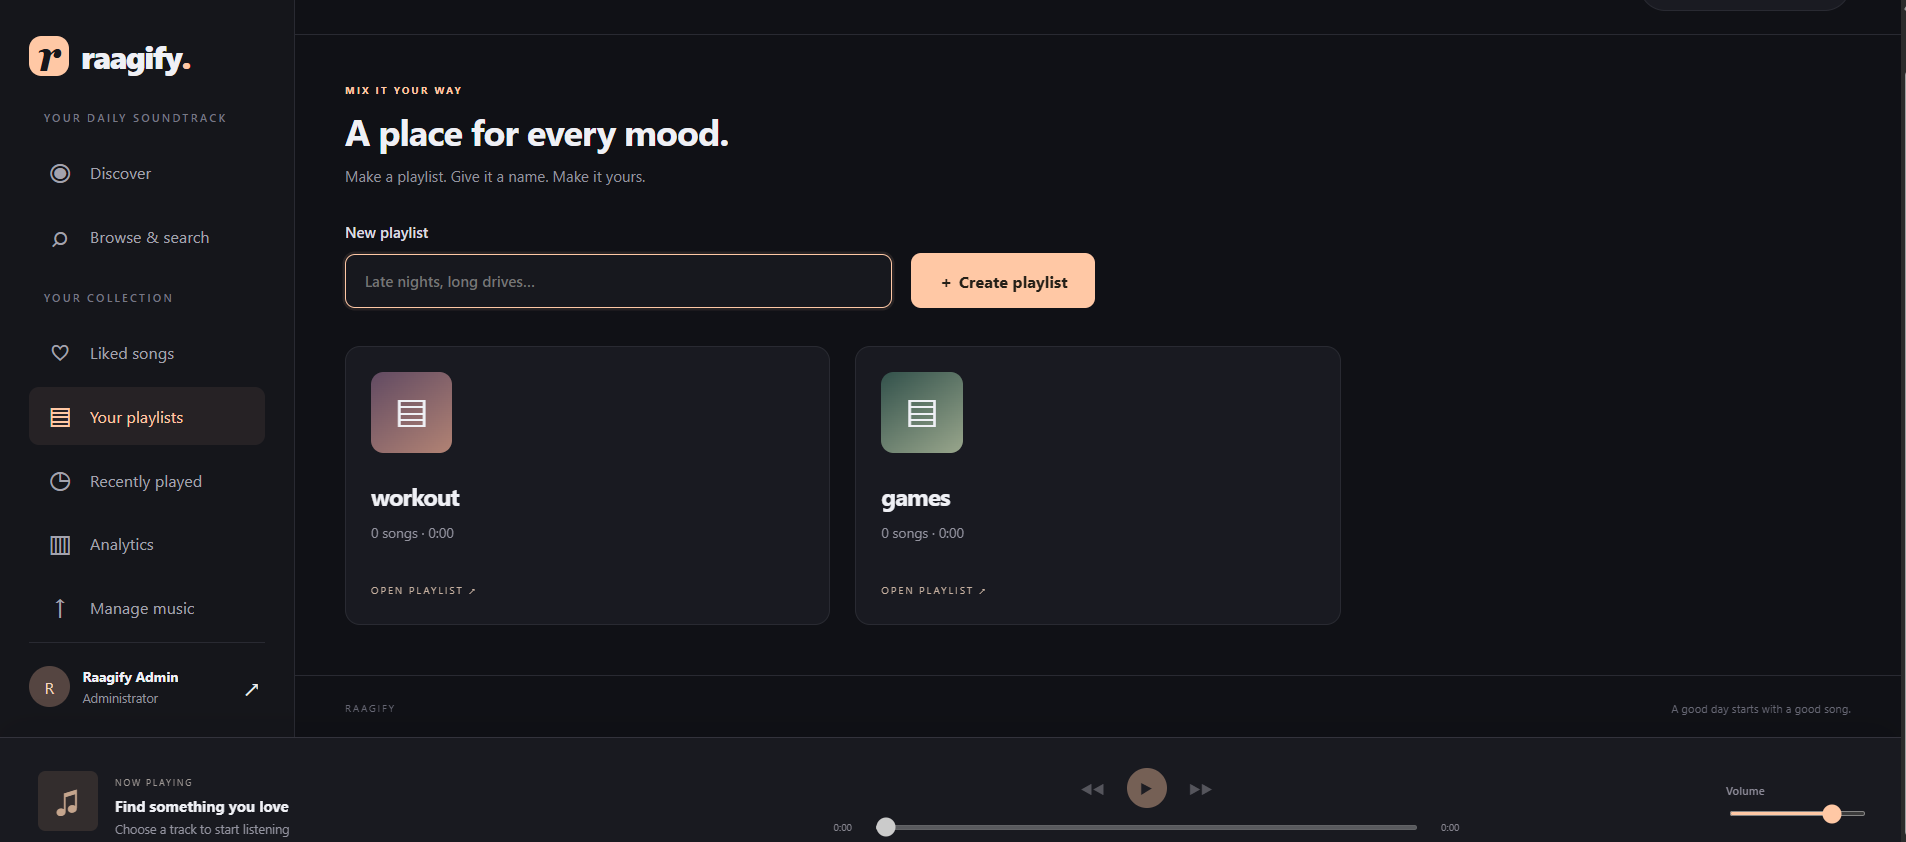 r raagify.
YOUR DAILY SOUNDTRACK
Discover
Browse & search
YOUR COLLECTION
Liked songs
Your playlists
Recently played
Analytics
Manage music
R
Raagify Admin
Administrator
MIX IT YOUR WAY
A place for every mood.
Make a playlist. Give it a name. Make it yours.
New playlist
Late nights, long drives...
+ Create playlist
workout
0 songs · 0:00
OPEN PLAYLIST ↗
games
0 songs · 0:00
OPEN PLAYLIST ↗
RAAGIFY
A good day starts with a good song.
NOW PLAYING
Find something you love
Choose a track to start listening
0:00
0:00
Volume